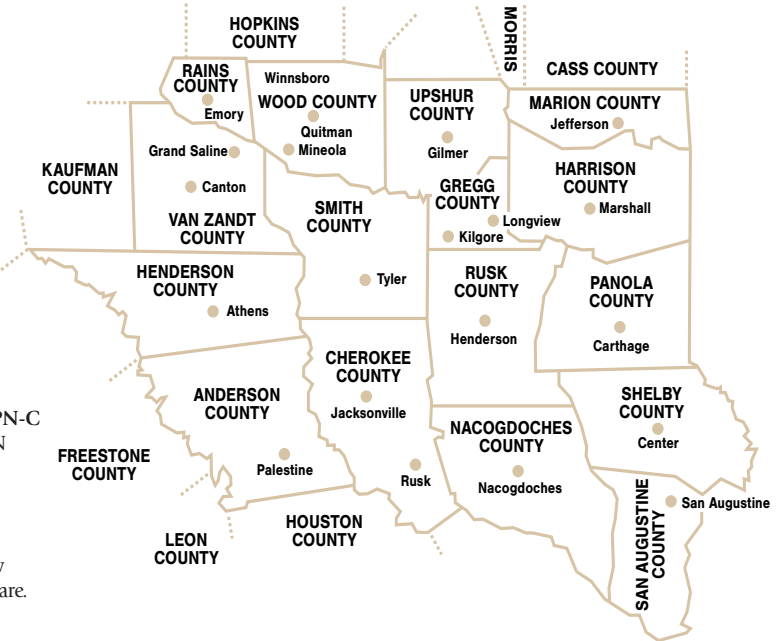 HOPKINS
COUNTY
MORRIS
CASS COUNTY
RAINS
COUNTY
Emory
Winnsboro
WOOD COUNTY
Quitman
Mineola
UPSHUR
COUNTY
Gilmer
MARION COUNTY
Jefferson
KAUFMAN
COUNTY
Grand Saline
Canton
VAN ZANDT
COUNTY
SMITH
COUNTY
Tyler
GREGG
COUNTY
Longview
Kilgore
HARRISON
COUNTY
Marshall
HENDERSON
COUNTY
Athens
RUSK
COUNTY
Henderson
PANOLA
COUNTY
Carthage
CHEROKEE
COUNTY
Jacksonville
Rusk
ANDERSON
COUNTY
Palestine
SHELBY
COUNTY
Center
NACOGDOCHES
COUNTY
Nacogdoches
San Augustine
SAN AUGUSTINE
COUNTY
FREESTONE
COUNTY
LEON
COUNTY
HOUSTON
COUNTY
PN-C
are.